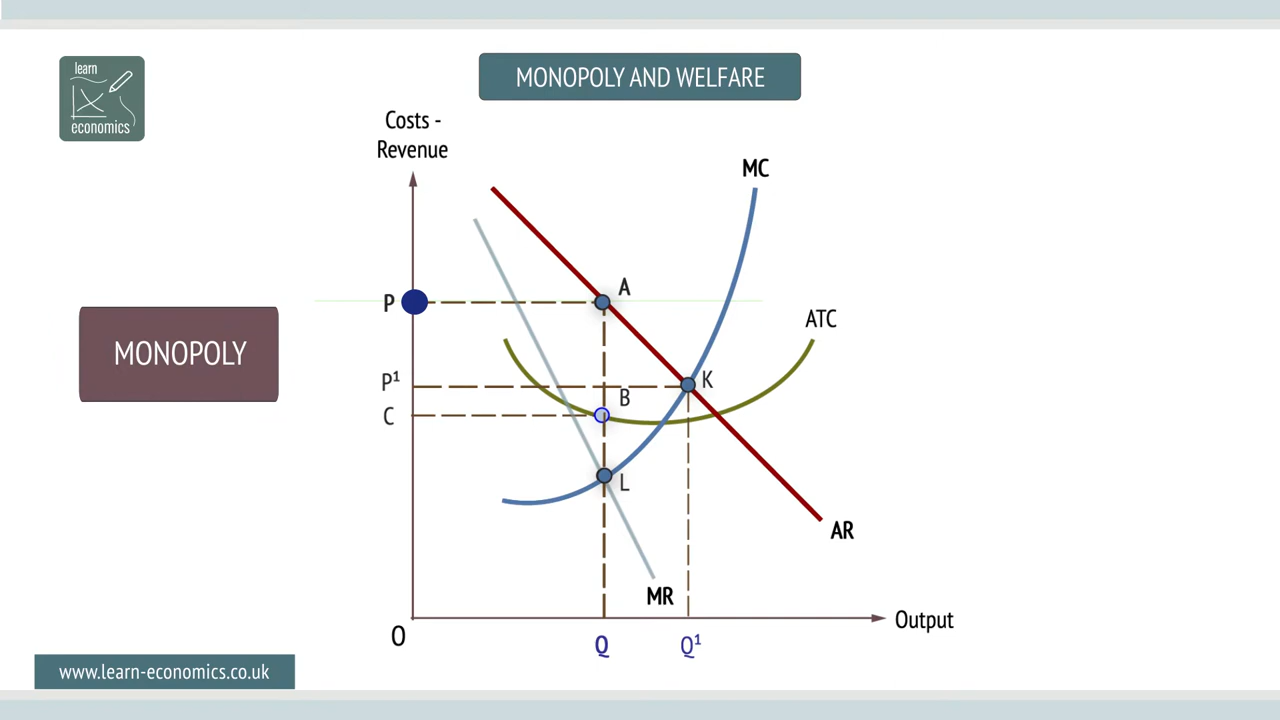 learn
economics
MONOPOLY AND WELFARE
Costs -
Revenue
MC
A
P
ATC
MONOPOLY
P¹
K
B
C
L
AR
MR
Output
O
Q
Q¹
www.learn-economics.co.uk